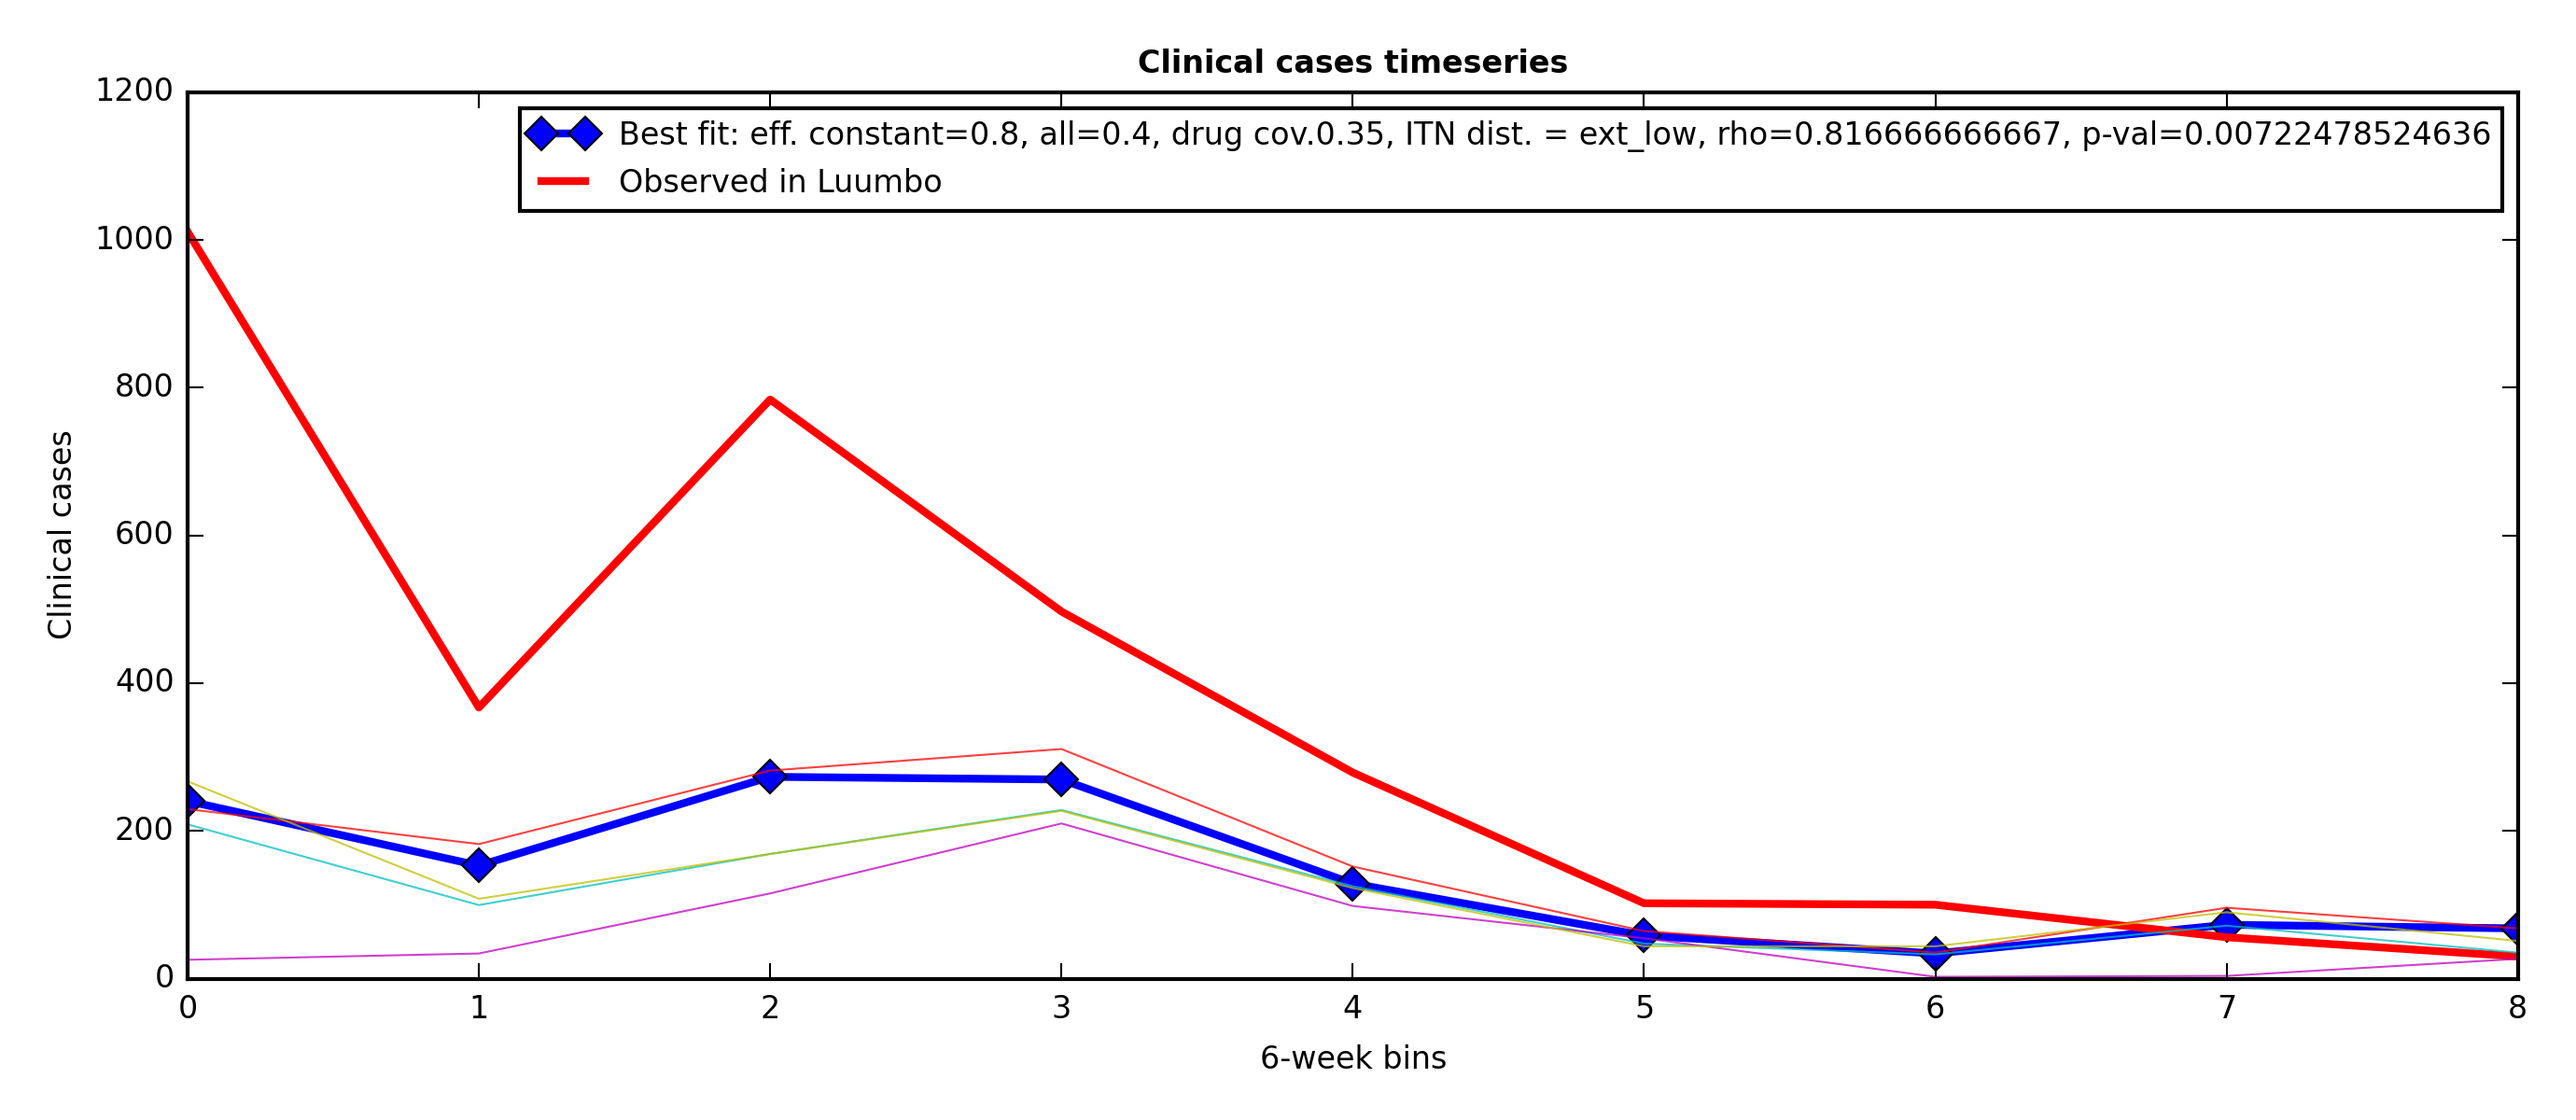 Clinical cases timeseries
1200
1000
800
600
400
200
0
Clinical cases
Best fit: eff. constant=0.8, all=0.4, drug cov.0.35, ITN dist. = ext_low, rho=0.816666666667, p-val=0.00722478524636
Observed in Luumbo
0 1 2 3 4 5 6 7 8
6-week bins